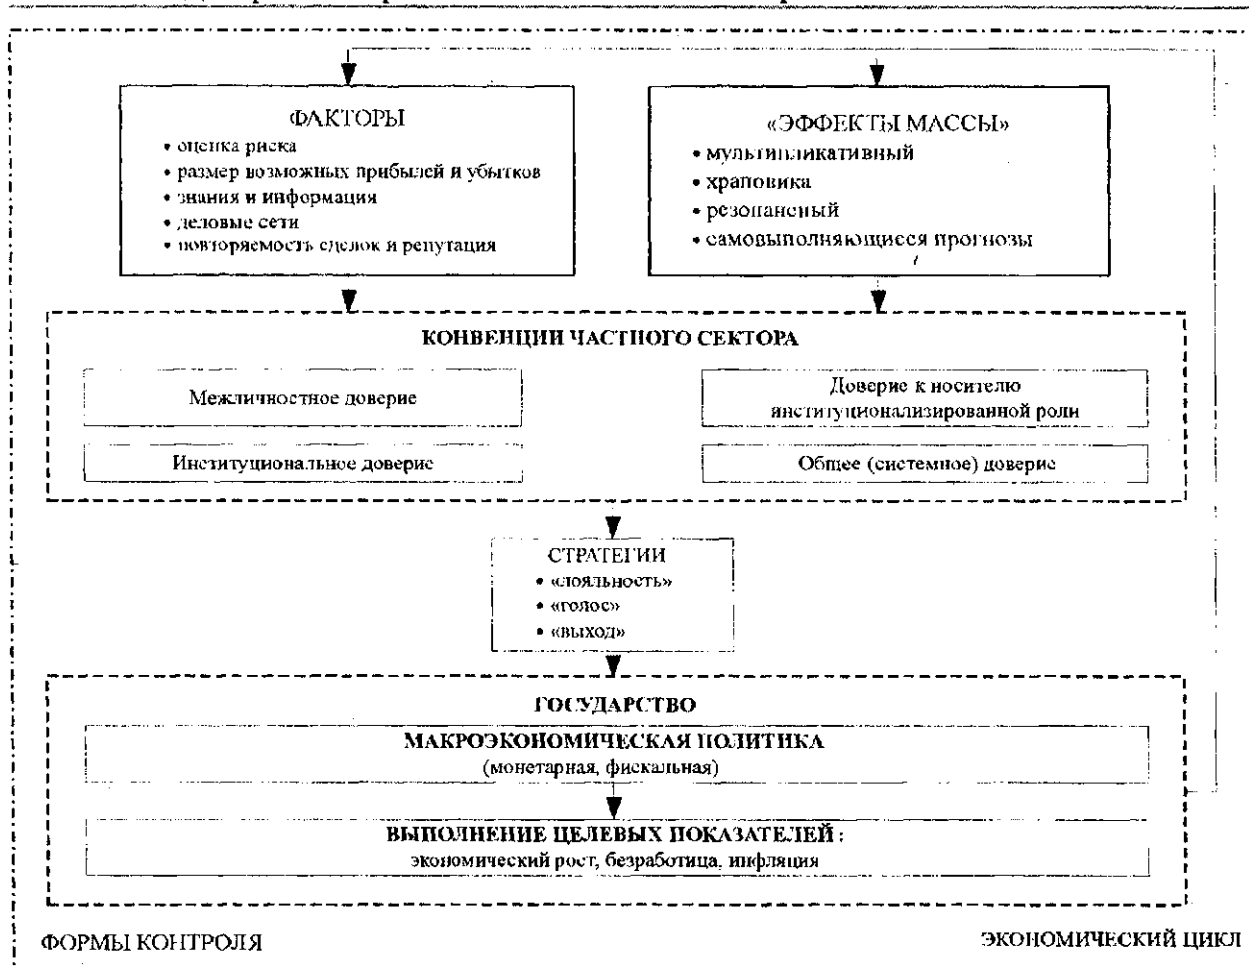 ФАКТОРЫ
• оценка риска
• размер возможных прибылей и убытков
• знания и информация
• деловые сети
• повторяемость сделок и репутация
«ЭФФЕКТЫ МАССЫ»
• мультипликативный
• храповика
• резонансный
• самовыполняющиеся прогнозы
КОНВЕНЦИИ ЧАСТНОГО СЕКТОРА
Межличностное доверие
Доверие к носителю
институционализированной роли
Институциональное доверие
Общее (системное) доверие
СТРАТЕГИИ
• «лояльность»
• «голос»
• «выход»
ГОСУДАРСТВО
МАКРОЭКОНОМИЧЕСКАЯ ПОЛИТИКА
(монетарная, фискальная)
ВЫПОЛНЕНИЕ ЦЕЛЕВЫХ ПОКАЗАТЕЛЕЙ:
экономический рост, безработица, инфляция
ФОРМЫ КОНТРОЛЯ
ЭКОНОМИЧЕСКИЙ ЦИКЛ